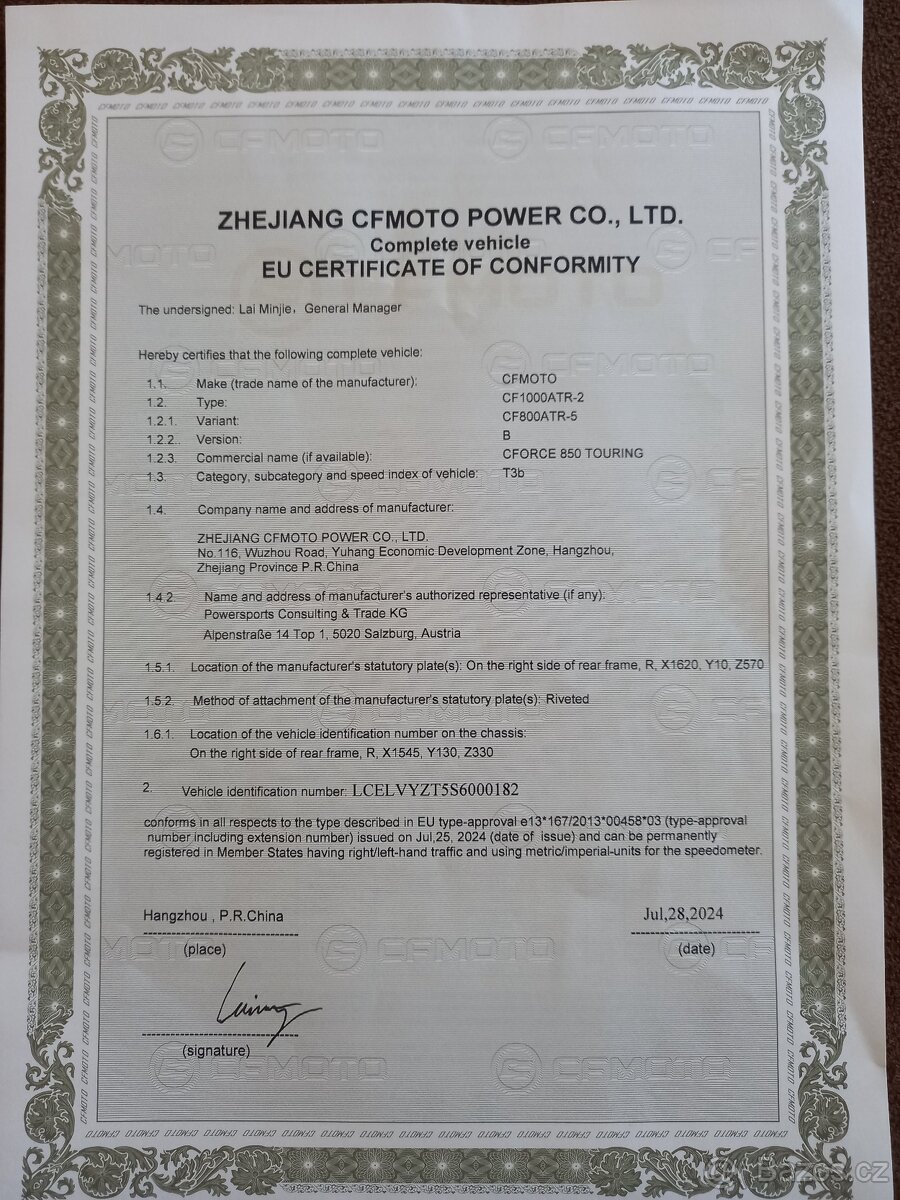 ZHEJIANG CFMOTO POWER CO., LTD.
Complete vehicle
EU CERTIFICATE OF CONFORMITY
The undersigned: Lai Minjie, General Manager
Hereby certifies that the following complete vehicle:
1.1. Make (trade name of the manufacturer): CFMOTO
1.2. Type: CF1000ATR-2
1.2.1. Variant: CF800ATR-5
1.2.2.. Version: B
1.2.3. Commercial name (if available): CFORCE 850 TOURING
1.3. Category, subcategory and speed index of vehicle: T3b
1.4. Company name and address of manufacturer:
ZHEJIANG CFMOTO POWER CO., LTD.
No.116, Wuzhou Road, Yuhang Economic Development Zone, Hangzhou,
Zhejiang Province P.R.China
1.4.2. Name and address of manufacturer's authorized representative (if any):
Powersports Consulting & Trade KG
Alpenstraße 14 Top 1, 5020 Salzburg, Austria
1.5.1. Location of the manufacturer's statutory plate(s): On the right side of rear frame, R, X1620, Y10, Z570
1.5.2. Method of attachment of the manufacturer's statutory plate(s): Riveted
1.6.1. Location of the vehicle identification number on the chassis:
On the right side of rear frame, R, X1545, Y130, Z330
2. Vehicle identification number: LCELVYZT5S6000182
conforms in all respects to the type described in EU type-approval e13*167/2013*00458*03 (type-approval
number including extension number) issued on Jul,25, 2024 (date of issue) and can be permanently
registered in Member States having right/left-hand traffic and using metric/imperial-units for the speedometer.
Hangzhou , P.R.China Jul,28,2024
(place) (date)
(signature)
Bazos.cz